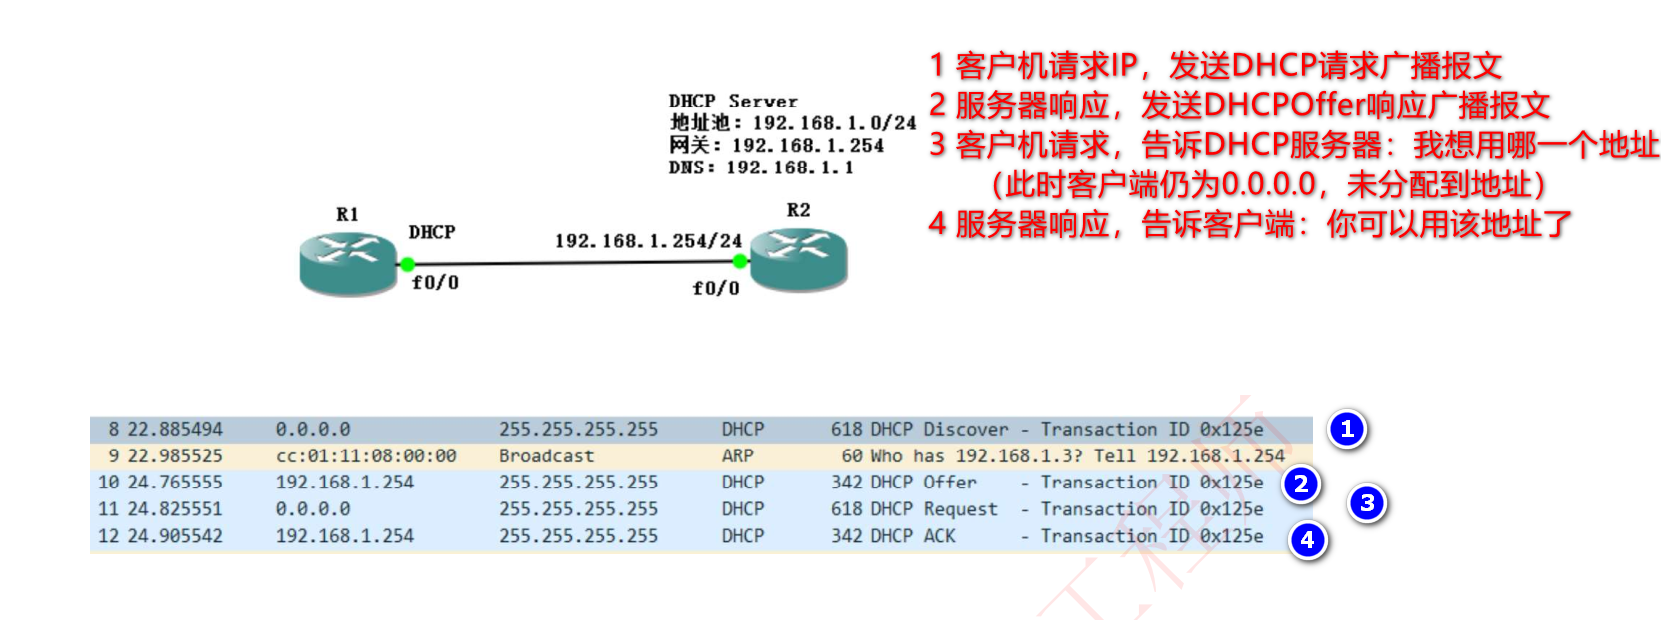 1 客户机请求IP，发送DHCP请求广播报文
2 服务器响应，发送DHCPOffer响应广播报文
3 客户机请求，告诉DHCP服务器：我想用哪一个地址
（此时客户端仍为0.0.0.0，未分配到地址）
4 服务器响应，告诉客户端：你可以用该地址了
DHCP Server
地址池：192.168.1.0/24
网关：192.168.1.254
DNS：192.168.1.1
R1
R2
DHCP
192.168.1.254/24
f0/0
f0/0
8 22.885494 0.0.0.0 255.255.255.255 DHCP 618 DHCP Discover - Transaction ID 0x125e 1
9 22.985525 cc:01:11:08:00:00 Broadcast ARP 60 Who has 192.168.1.3? Tell 192.168.1.254
10 24.765555 192.168.1.254 255.255.255.255 DHCP 342 DHCP Offer - Transaction ID 0x125e 2
11 24.825551 0.0.0.0 255.255.255.255 DHCP 618 DHCP Request - Transaction ID 0x125e 3
12 24.905542 192.168.1.254 255.255.255.255 DHCP 342 DHCP ACK - Transaction ID 0x125e 4
工程师